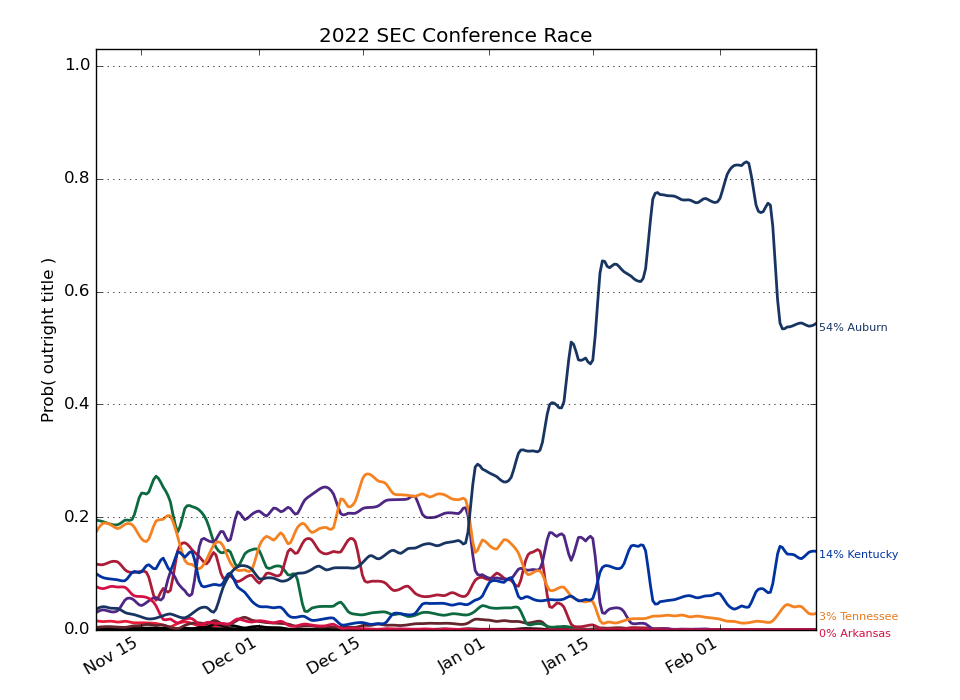 2022 SEC Conference Race
Prob( outright title )
1.0
0.8
0.6
0.4
0.2
0.0
Nov 15
Dec 01
Dec 15
Jan 01
Jan 15
Feb 01
54% Auburn
14% Kentucky
3% Tennessee
0% Arkansas